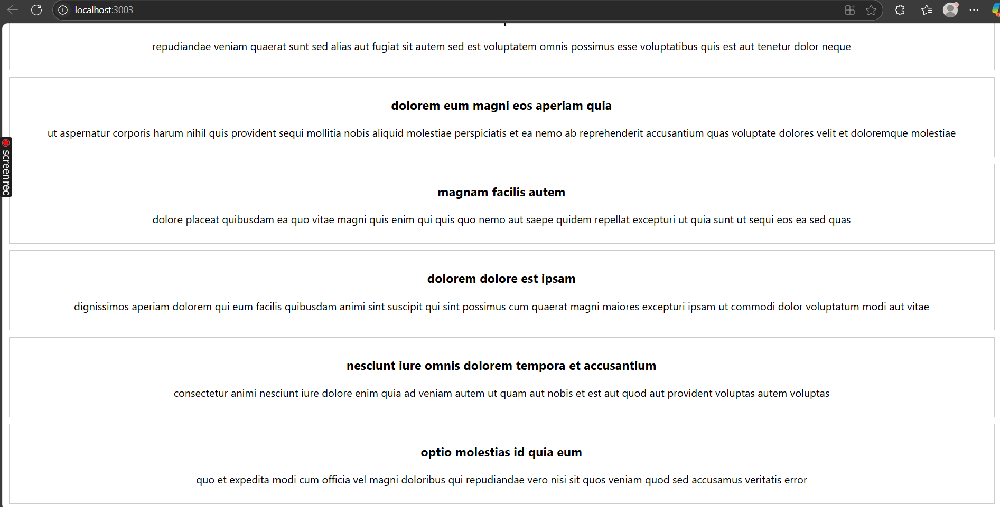 localhost:3003
repudiandae veniam quaerat sunt sed alias aut fugiat sit autem sed est voluptatem omnis possimus esse voluptatibus quis est aut tenetur dolor neque
dolorem eum magni eos aperiam quia
ut aspernatur corporis harum nihil quis provident sequi mollitia nobis aliquid molestiae perspiciatis et ea nemo ab reprehenderit accusantium quas voluptate dolores velit et doloremque molestiae
screenrec
magnam facilis autem
dolore placeat quibusdam ea quo vitae magni quis enim qui quis quo nemo aut saepe quidem repellat excepturi ut quia sunt ut sequi eos ea sed quas
dolorem dolore est ipsam
dignissimos aperiam dolorem qui eum facilis quibusdam animi sint suscipit qui sint possimus cum quaerat magni maiores excepturi ipsam ut commodi dolor voluptatum modi aut vitae
nesciunt iure omnis dolorem tempora et accusantium
consectetur animi nesciunt iure dolore enim quia ad veniam autem ut quam aut nobis et est aut quod aut provident voluptas autem voluptas
optio molestias id quia eum
quo et expedita modi cum officia vel magni doloribus qui repudiandae vero nisi sit quos veniam quod sed accusamus veritatis error